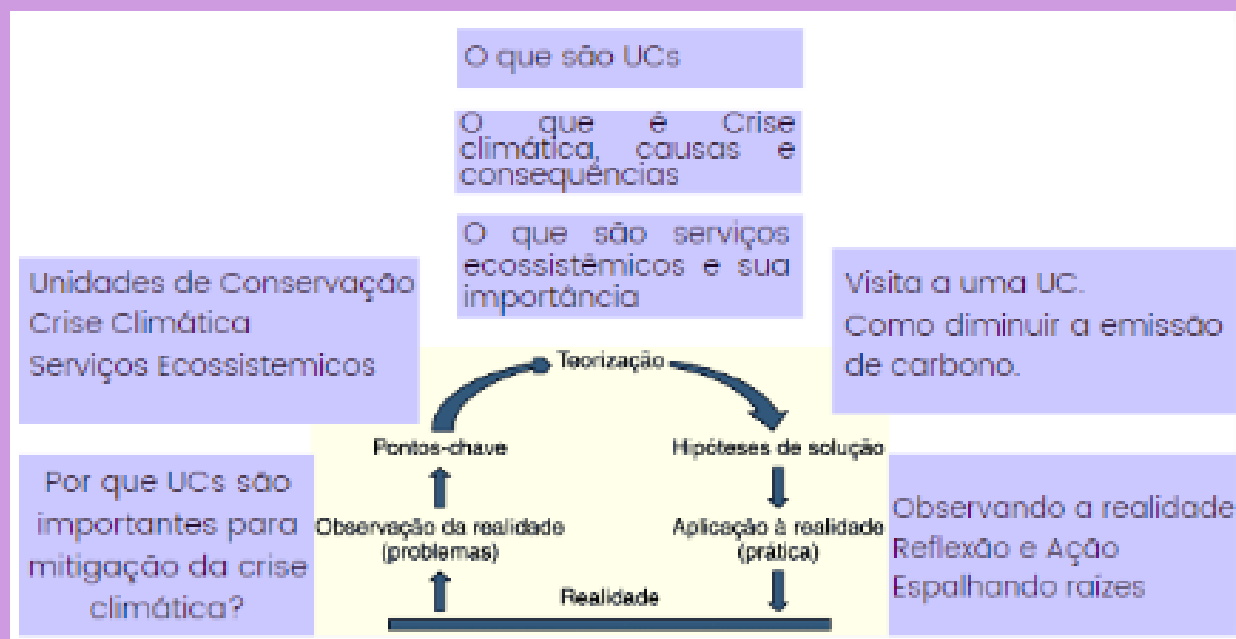 O que são UCs
O que é Crise
climática, causas e
consequências
O que são serviços
ecossistêmicos e sua
importância
Unidades de Conservação
Crise Climática
Serviços Ecossistemicos
Visita a uma UC.
Como diminuir a emissão
de carbono.
Teorização
Pontos-chave
Hipóteses de solução
Por que UCs são
importantes para
mitigação da crise
climática?
Observação da realidade
(problemas)
Aplicação à realidade
(prática)
Observando a realidade
Reflexão e Ação
Espalhando raízes
Realidade